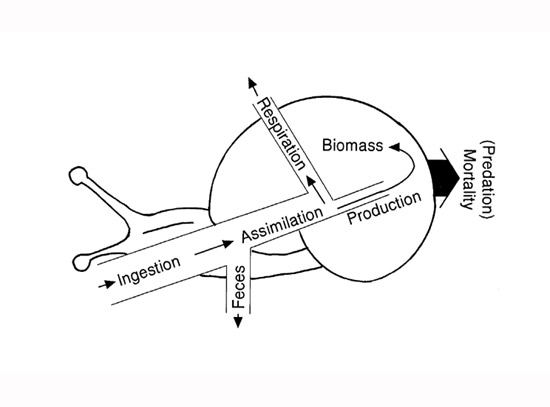 Respiration
Biomass
(Predation)
Mortality
Production
Assimilation
Ingestion
Feces